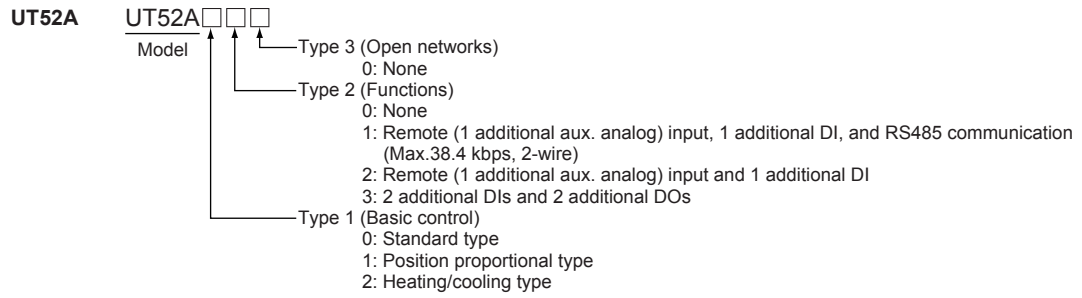 UT52A UT52A□□□
Model
Type 3 (Open networks)
0: None
Type 2 (Functions)
0: None
1: Remote (1 additional aux. analog) input, 1 additional DI, and RS485 communication
(Max.38.4 kbps, 2-wire)
2: Remote (1 additional aux. analog) input and 1 additional DI
3: 2 additional DIs and 2 additional DOs
Type 1 (Basic control)
0: Standard type
1: Position proportional type
2: Heating/cooling type